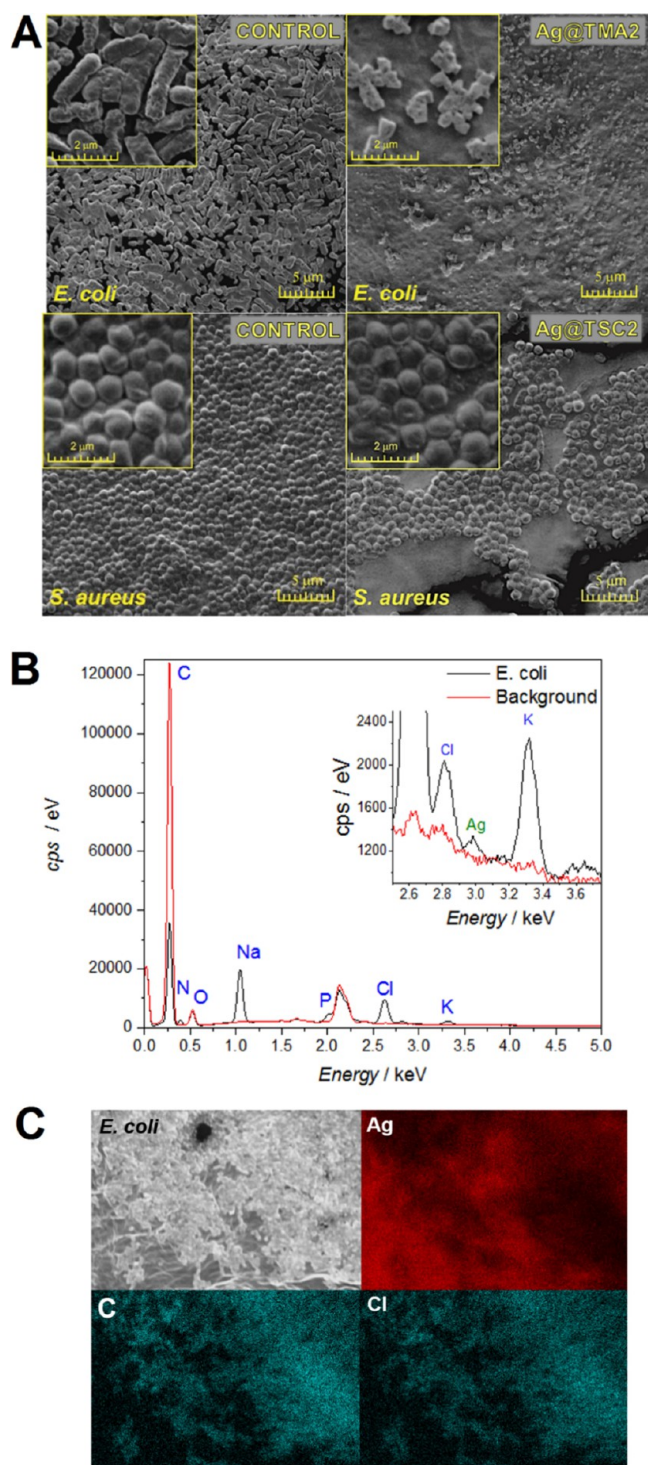 A
CONTROL
2 µm
E. coli
5 µm
Ag@TMA2
2 µm
E. coli
5 µm
CONTROL
2 µm
S. aureus
5 µm
Ag@TSC2
2 µm
S. aureus
5 µm
B
120000
100000
80000
60000
40000
20000
0
cps / eV
C
N
O
Na
P
Cl
K
0.0 0.5 1.0 1.5 2.0 2.5 3.0 3.5 4.0 4.5 5.0
Energy / keV
E. coli
Background
2400
2000
1600
1200
cps / eV
Cl
Ag
K
2.6 2.8 3.0 3.2 3.4 3.6
Energy / keV
C
E. coli
Ag
C
Cl